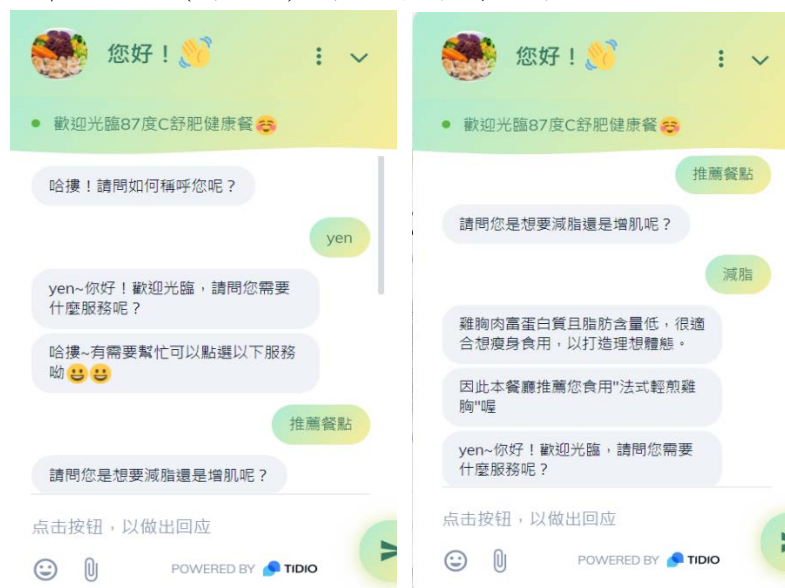 您好！👋
歡迎光臨87度C舒肥健康餐☺️
哈摟！請問如何稱呼您呢？
yen
yen~你好！歡迎光臨，請問您需要
什麼服務呢？
哈摟~有需要幫忙可以點選以下服務
呦😀😀
推薦餐點
請問您是想要減脂還是增肌呢？
点击按钮，以做出回应
POWERED BY TIDIO
您好！👋
歡迎光臨87度C舒肥健康餐☺️
推薦餐點
請問您是想要減脂還是增肌呢？
減脂
雞胸肉富蛋白質且脂肪含量低，很適
合想瘦身食用，以打造理想體態。
因此本餐廳推薦您食用"法式輕煎雞
胸"喔
yen~你好！歡迎光臨，請問您需要
什麼服務呢？
点击按钮，以做出回应
POWERED BY TIDIO